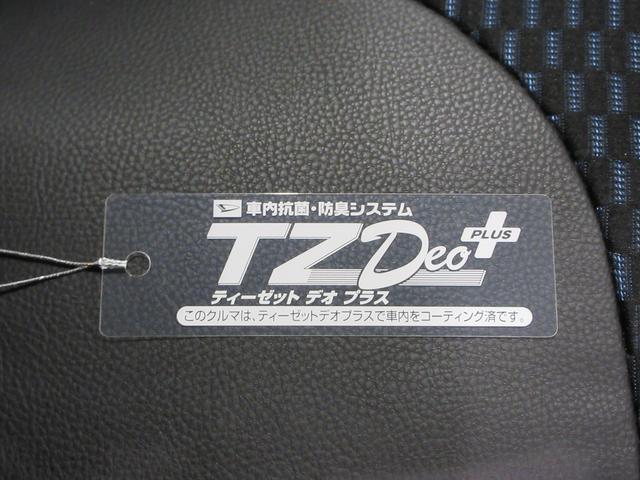 車内抗菌・防臭システム
TZ Deo PLUS
ティーゼット デオ プラス
このクルマは、ティーゼットデオプラスで車内をコーティング済です。